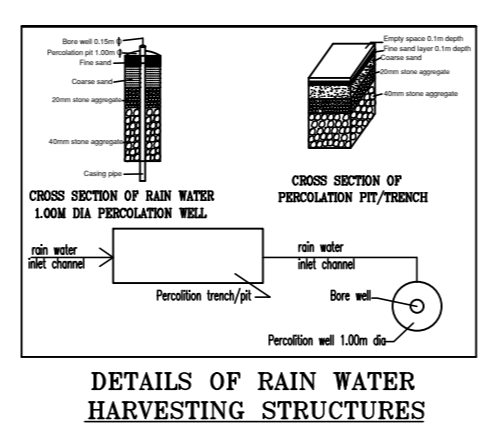 Bore well 0.15m ϕ
Percolation pit 1.00m ϕ
Fine sand
Coarse sand
20mm stone aggregate
40mm stone aggregate
Casing pipe
CROSS SECTION OF RAIN WATER
1.00M DIA PERCOLATION WELL
Empty space 0.1m depth
Fine sand layer 0.1m depth
Coarse sand
20mm stone aggregate
40mm stone aggregate
CROSS SECTION OF
PERCOLATION PIT/TRENCH
rain water
inlet channel
Percolition trench/pit
rain water
inlet channel
Bore well
Percolition well 1.00m dia
DETAILS OF RAIN WATER
HARVESTING STRUCTURES